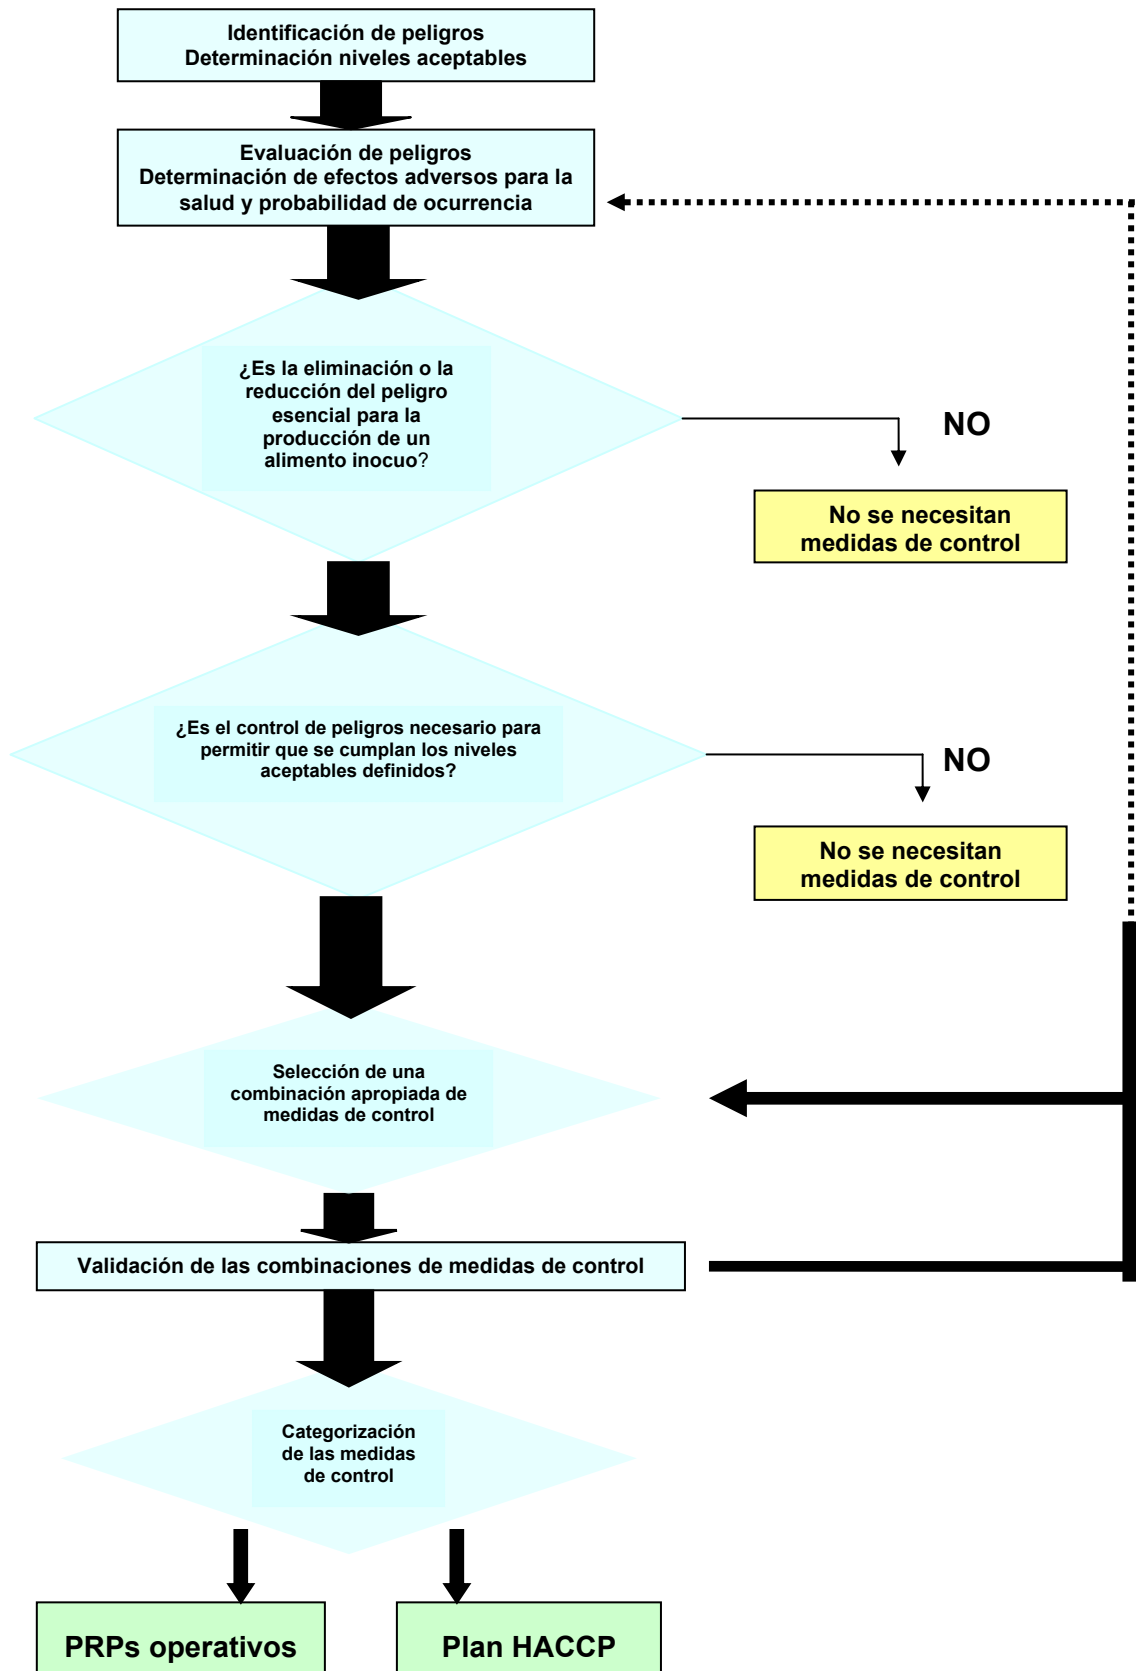 Identificación de peligros
Determinación niveles aceptables
Evaluación de peligros
Determinación de efectos adversos para la
salud y probabilidad de ocurrencia
¿Es la eliminación o la
reducción del peligro
esencial para la
producción de un
alimento inocuo?
NO
No se necesitan
medidas de control
¿Es el control de peligros necesario para
permitir que se cumplan los niveles
aceptables definidos?
NO
No se necesitan
medidas de control
Selección de una
combinación apropiada de
medidas de control
Validación de las combinaciones de medidas de control
Categorización
de las medidas
de control
PRPs operativos
Plan HACCP